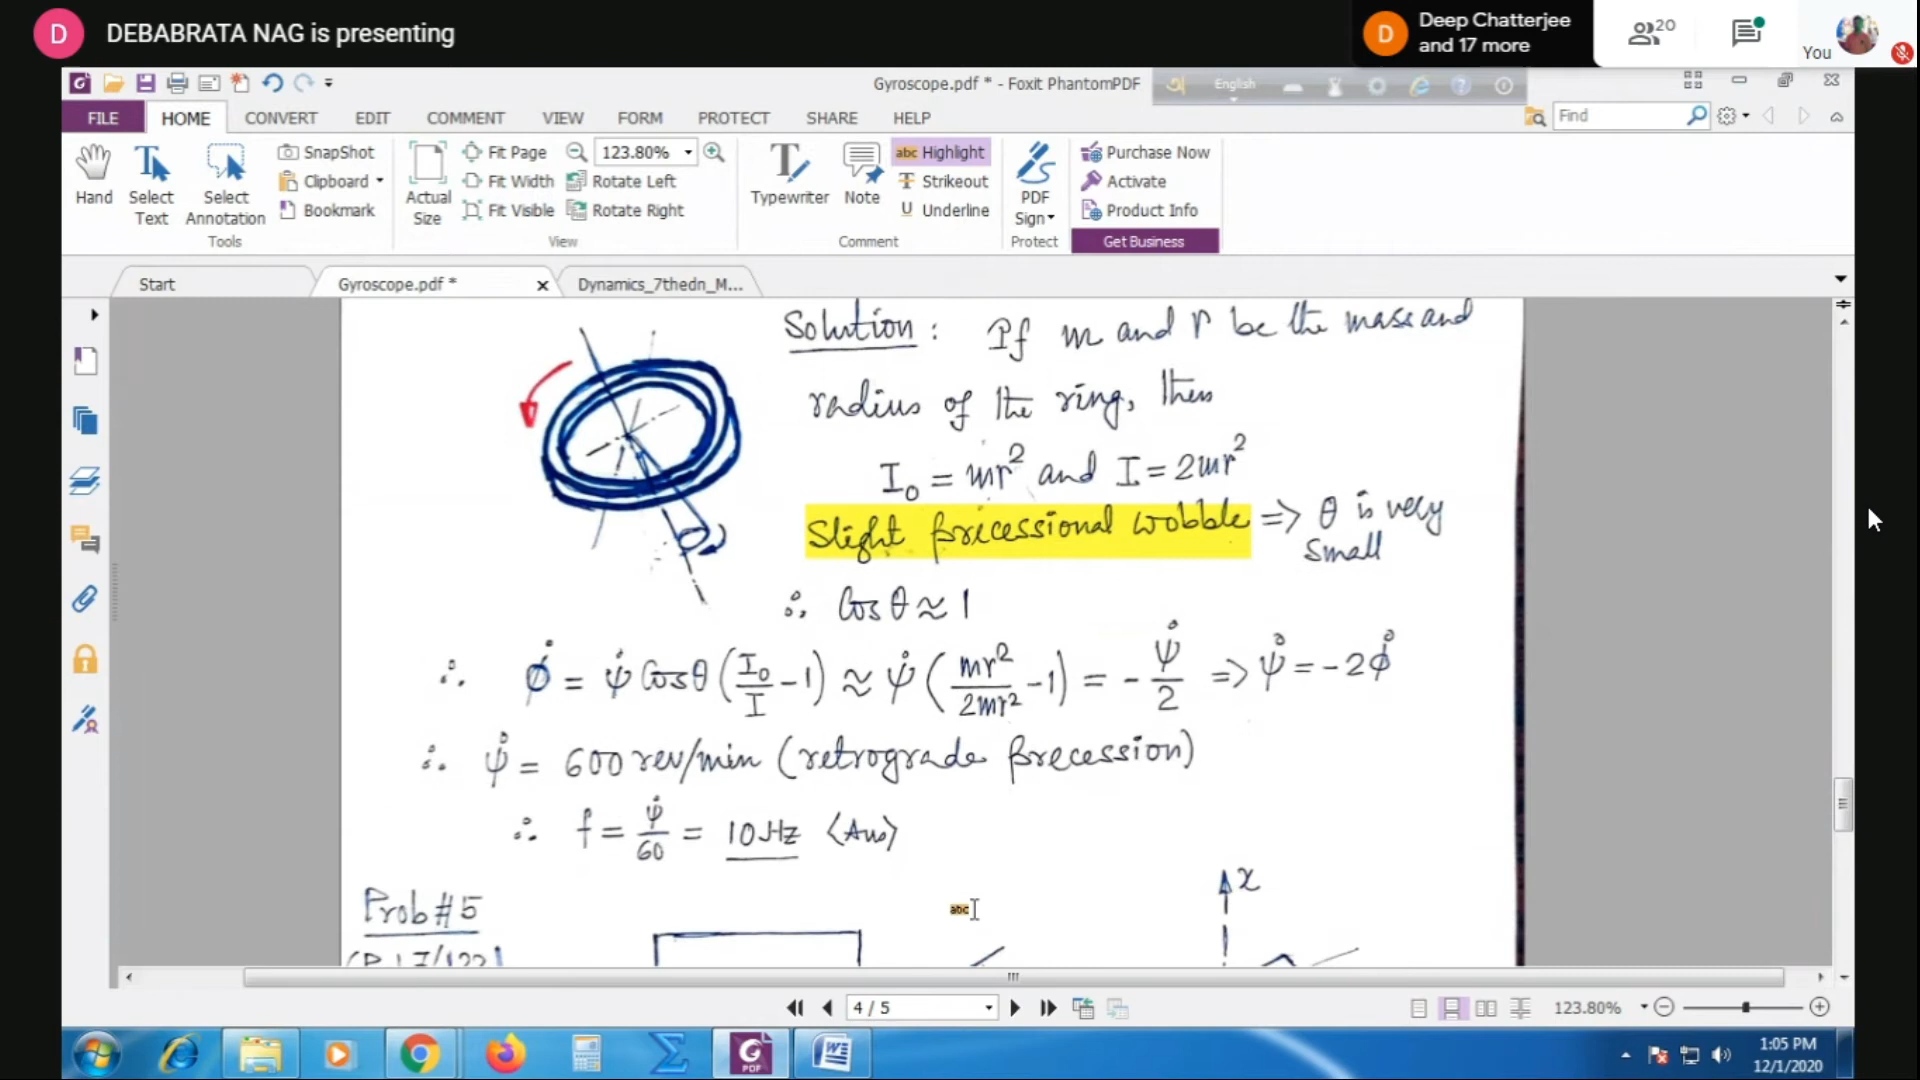 D DEBABRATA NAG is presenting
D Deep Chatterjee and 17 more
20
You
Gyroscope.pdf * - Foxit PhantomPDF
English
FILE HOME CONVERT EDIT COMMENT VIEW FORM PROTECT SHARE HELP
Find
Hand
Select Text
Select Annotation
SnapShot
Clipboard
Bookmark
Tools
Actual Size
Fit Page
Fit Width
Fit Visible
123.80%
Rotate Left
Rotate Right
View
Typewriter
Note
abc Highlight
Strikeout
U Underline
Comment
PDF Sign
Protect
Purchase Now
Activate
Product Info
Get Business
Start
Gyroscope.pdf *
Dynamics_7thedn_M...
Solution : If m and r be the mass and
radius of the ring, then
I₀ = mr² and I = 2mr²
Slight precessional wobble => θ is very
small
∴ Cos θ ≈ 1
∴ φ̇ = ψ̇ Cosθ (I₀/I - 1) ≈ ψ̇ (mr²/2mr² - 1) = - ψ̇/2 => ψ̇ = -2φ̇
∴ ψ̇ = 600 rev/min (retrograde precession)
∴ f = ψ̇/60 = 10 Hz <Ans>
Prob#5
x
abc
4 / 5
123.80%
PDF
1:05 PM
12/1/2020